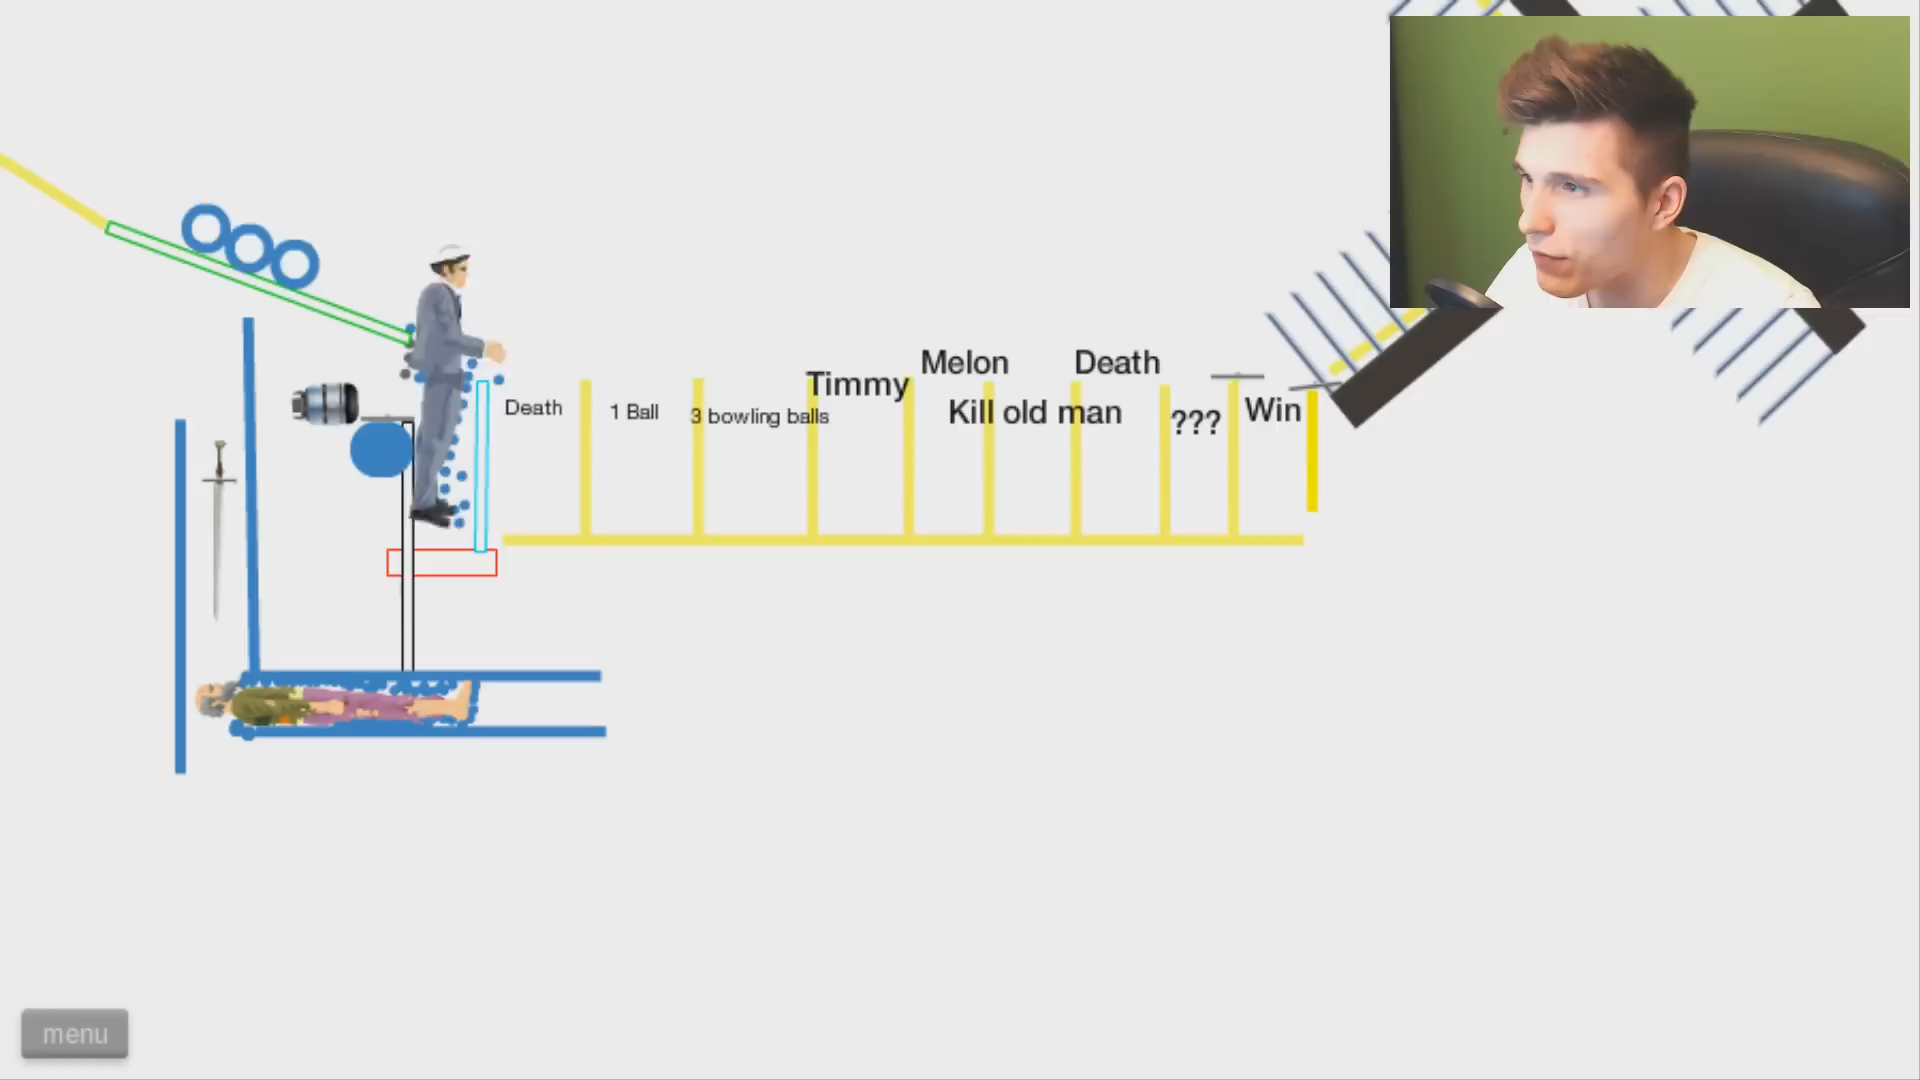 Melon
Death
Timmy
Death
1 Ball
3 bowling balls
Kill old man
???
Win
menu